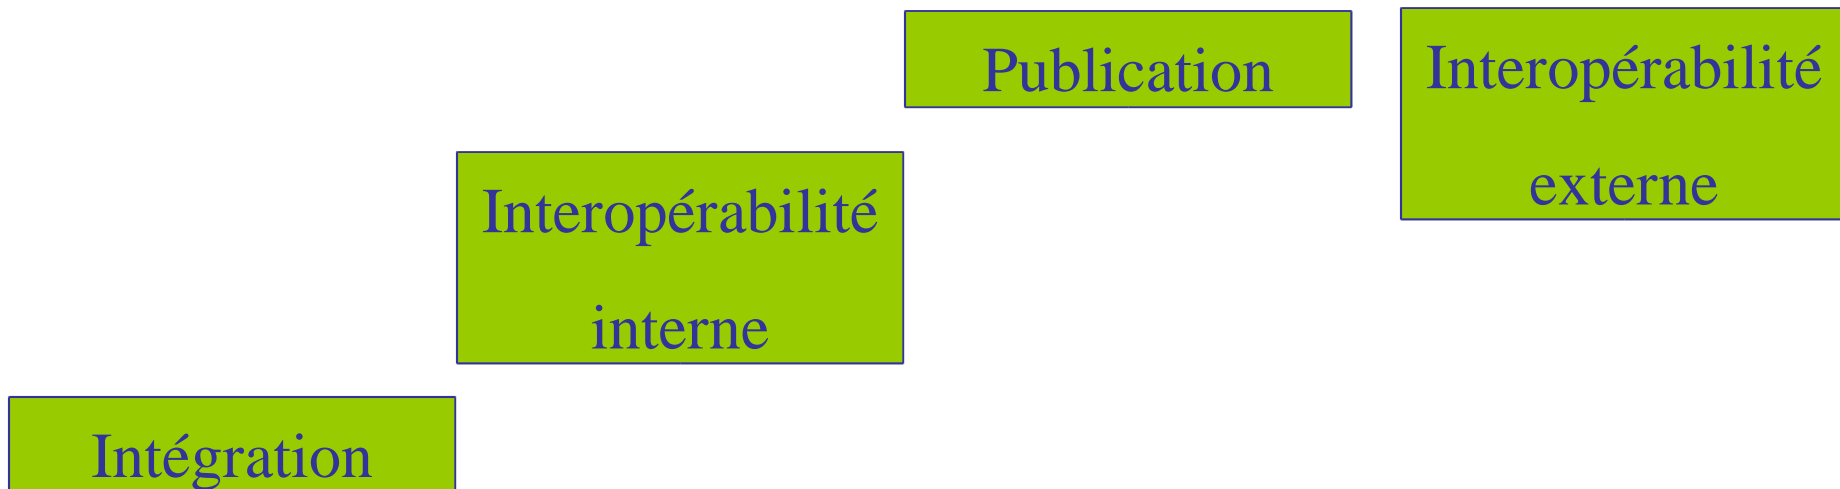 Publication
Interopérabilité
externe
Interopérabilité
interne
Intégration